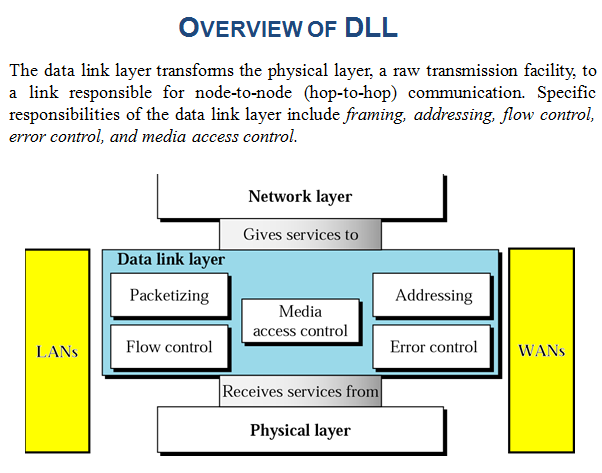 OVERVIEW OF DLL
The data link layer transforms the physical layer, a raw transmission facility, to
a link responsible for node-to-node (hop-to-hop) communication. Specific
responsibilities of the data link layer include framing, addressing, flow control,
error control, and media access control.
Network layer
Gives services to
Data link layer
Packetizing
Addressing
Media
access control
Flow control
Error control
LANs
WANs
Receives services from
Physical layer